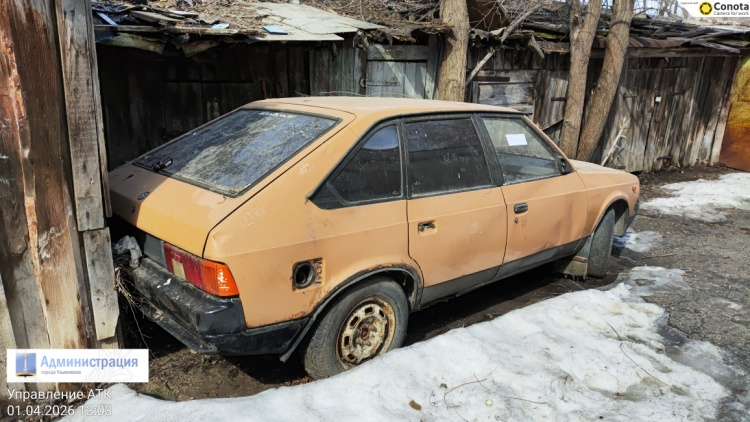 Conota
Camera for work
Администрация
города Ульяновска
Управление АТК
01.04.2026 13:03